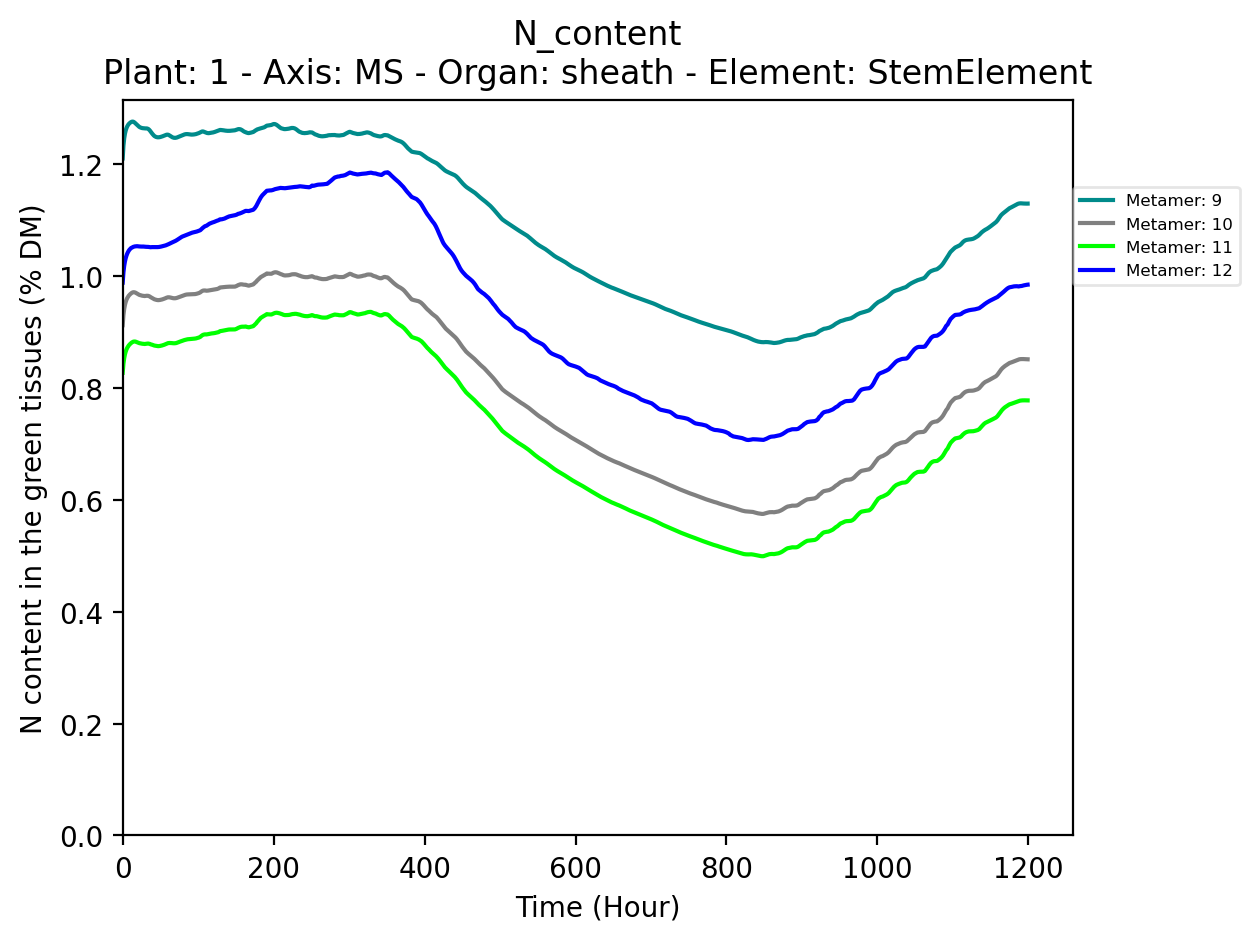 N_content
Plant: 1 - Axis: MS - Organ: sheath - Element: StemElement
N content in the green tissues (% DM)
1.2
1.0
0.8
0.6
0.4
0.2
0.0
0 200 400 600 800 1000 1200
Time (Hour)
Metamer: 9
Metamer: 10
Metamer: 11
Metamer: 12